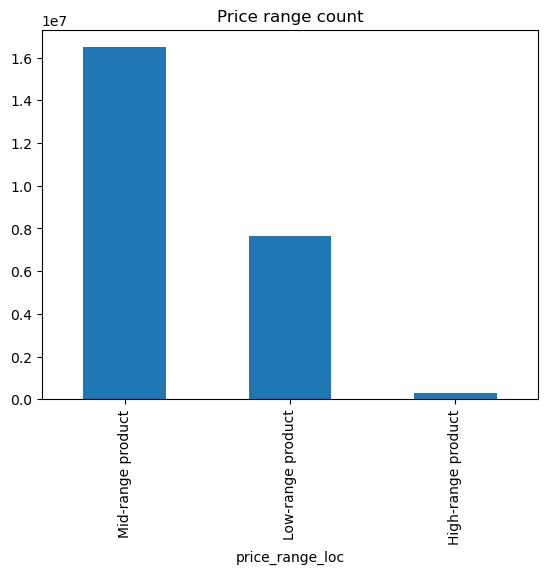 Price range count
1e7
1.6
1.4
1.2
1.0
0.8
0.6
0.4
0.2
0.0
Mid-range product
Low-range product
High-range product
price_range_loc